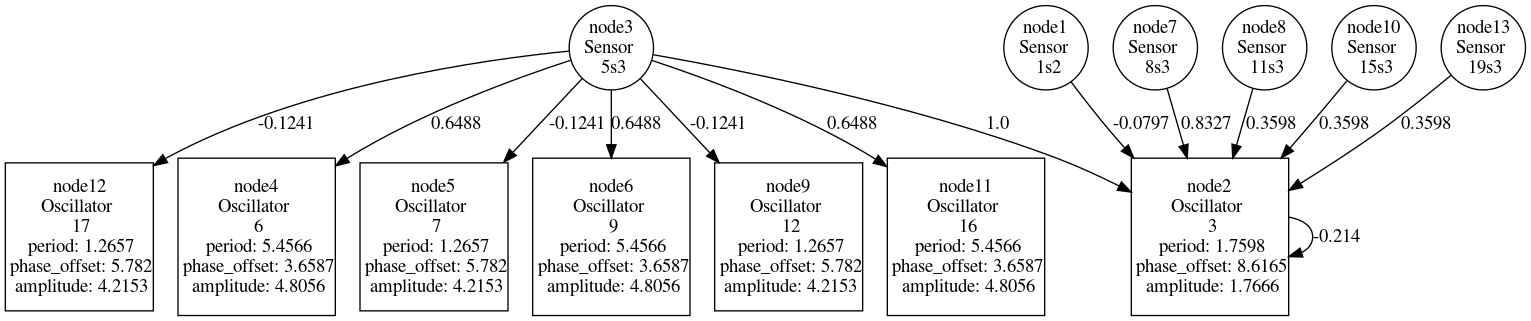 node3
Sensor
5s3
node1
Sensor
1s2
node7
Sensor
8s3
node8
Sensor
11s3
node10
Sensor
15s3
node13
Sensor
19s3
-0.1241
0.6488
-0.1241
0.6488
-0.1241
0.6488
1.0
-0.0797
0.8327
0.3598
0.3598
0.3598
node12
Oscillator
17
period: 1.2657
phase_offset: 5.782
amplitude: 4.2153
node4
Oscillator
6
period: 5.4566
phase_offset: 3.6587
amplitude: 4.8056
node5
Oscillator
7
period: 1.2657
phase_offset: 5.782
amplitude: 4.2153
node6
Oscillator
9
period: 5.4566
phase_offset: 3.6587
amplitude: 4.8056
node9
Oscillator
12
period: 1.2657
phase_offset: 5.782
amplitude: 4.2153
node11
Oscillator
16
period: 5.4566
phase_offset: 3.6587
amplitude: 4.8056
node2
Oscillator
3
period: 1.7598
phase_offset: 8.6165
amplitude: 1.7666
-0.214